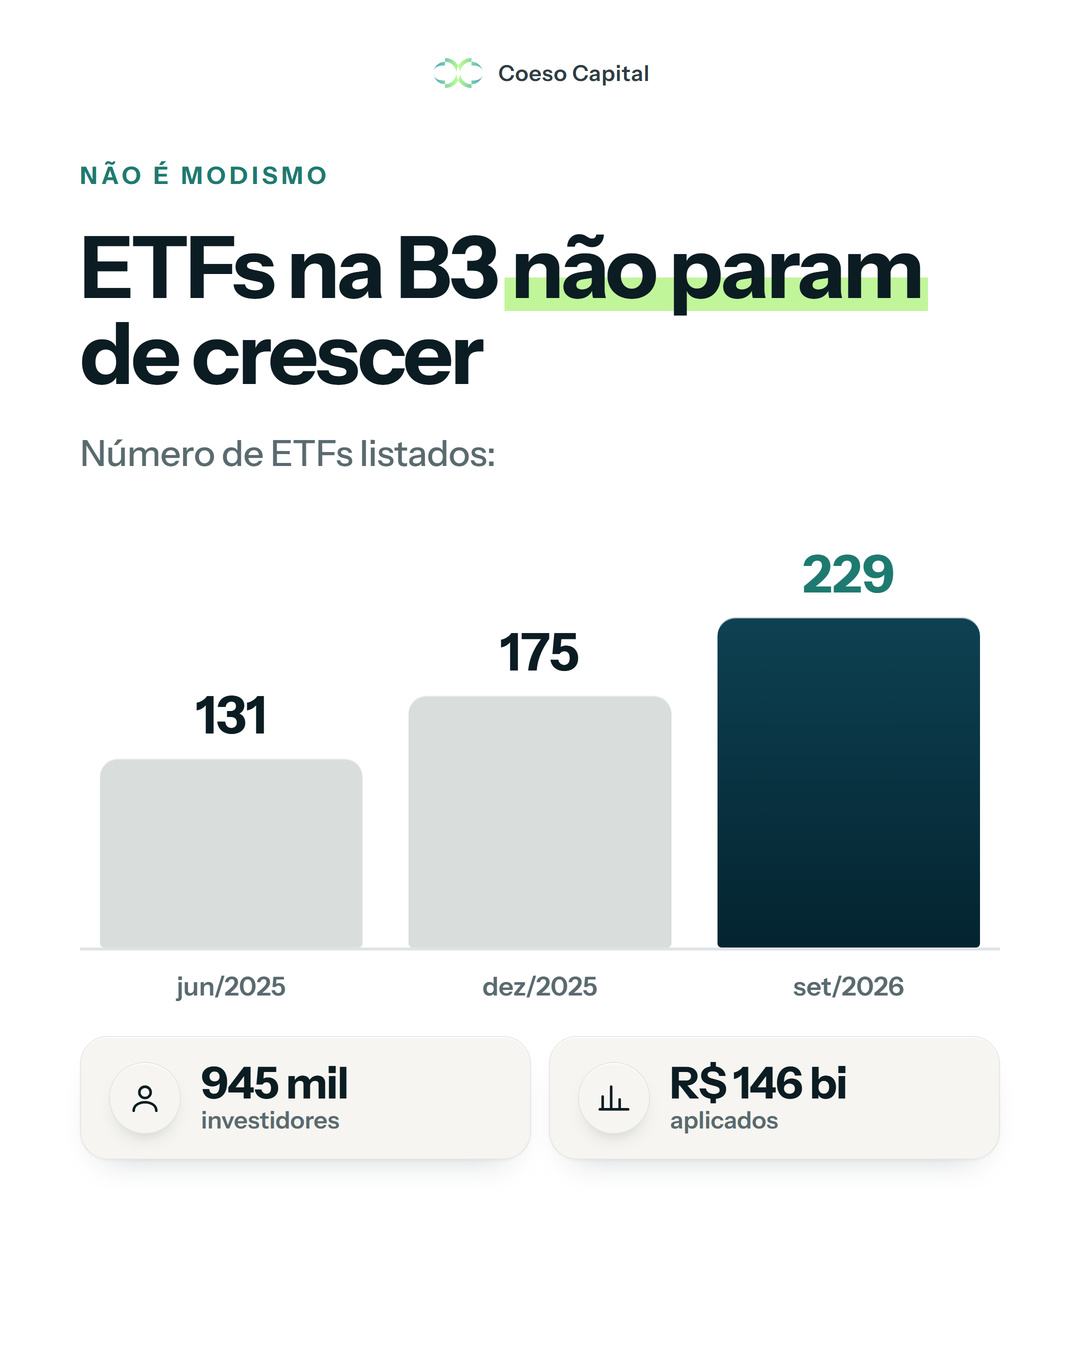 Coeso Capital
NÃO É MODISMO
ETFs na B3 não param
de crescer
Número de ETFs listados:
229
175
131
jun/2025
dez/2025
set/2026
945 mil
investidores
R$ 146 bi
aplicados